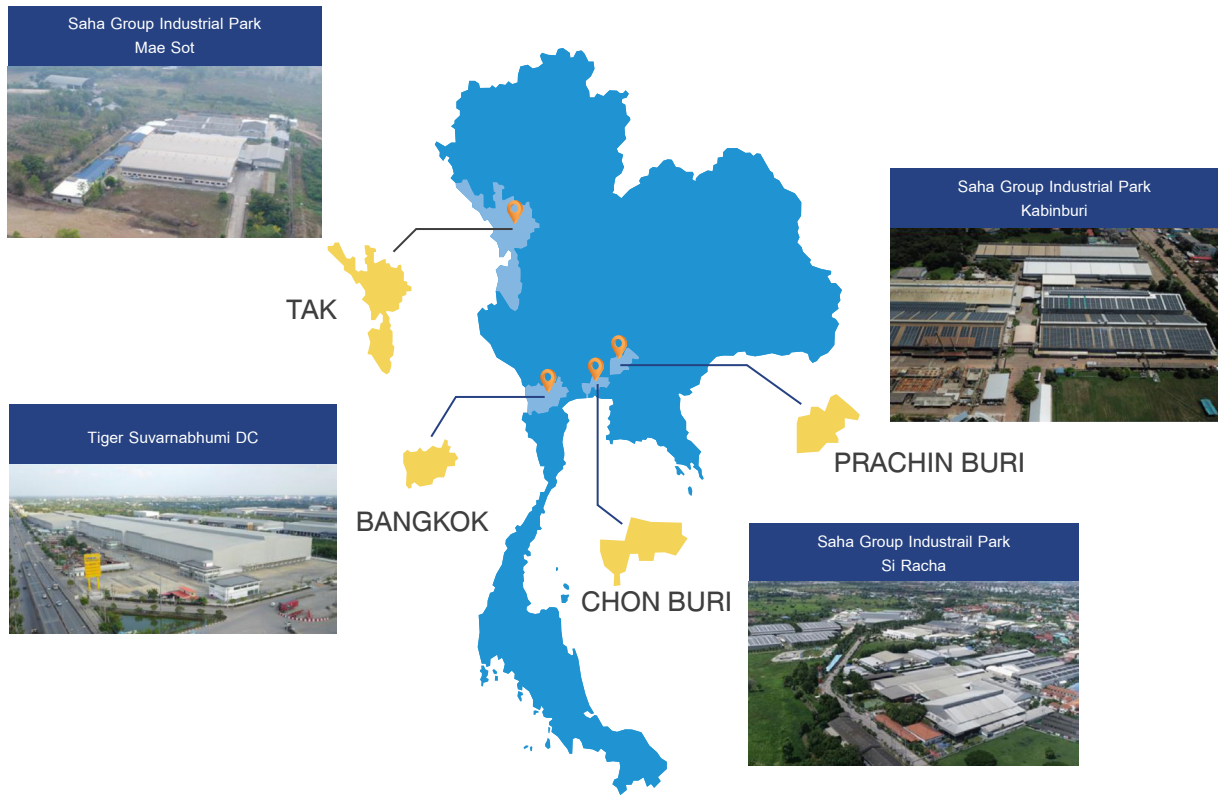 Saha Group Industrial Park
Mae Sot
Saha Group Industrial Park
Kabinburi
TAK
Tiger Suvarnabhumi DC
PRACHIN BURI
BANGKOK
Saha Group Industrail Park
Si Racha
CHON BURI